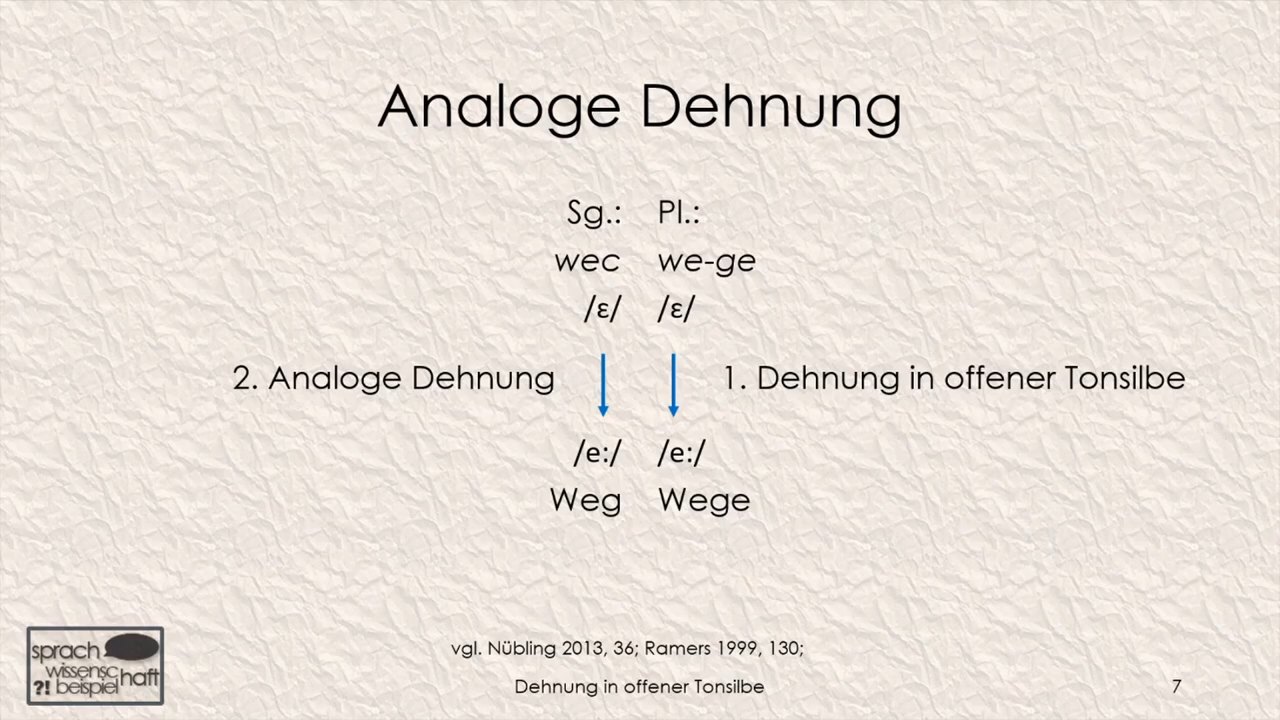 Analoge Dehnung
Sg.: Pl.:
wec we-ge
/ɛ/ /ɛ/
2. Analoge Dehnung 1. Dehnung in offener Tonsilbe
/e:/ /e:/
Weg Wege
vgl. Nübling 2013, 36; Ramers 1999, 130;
Dehnung in offener Tonsilbe
7
sprach
wissensc haft
?! beispiel